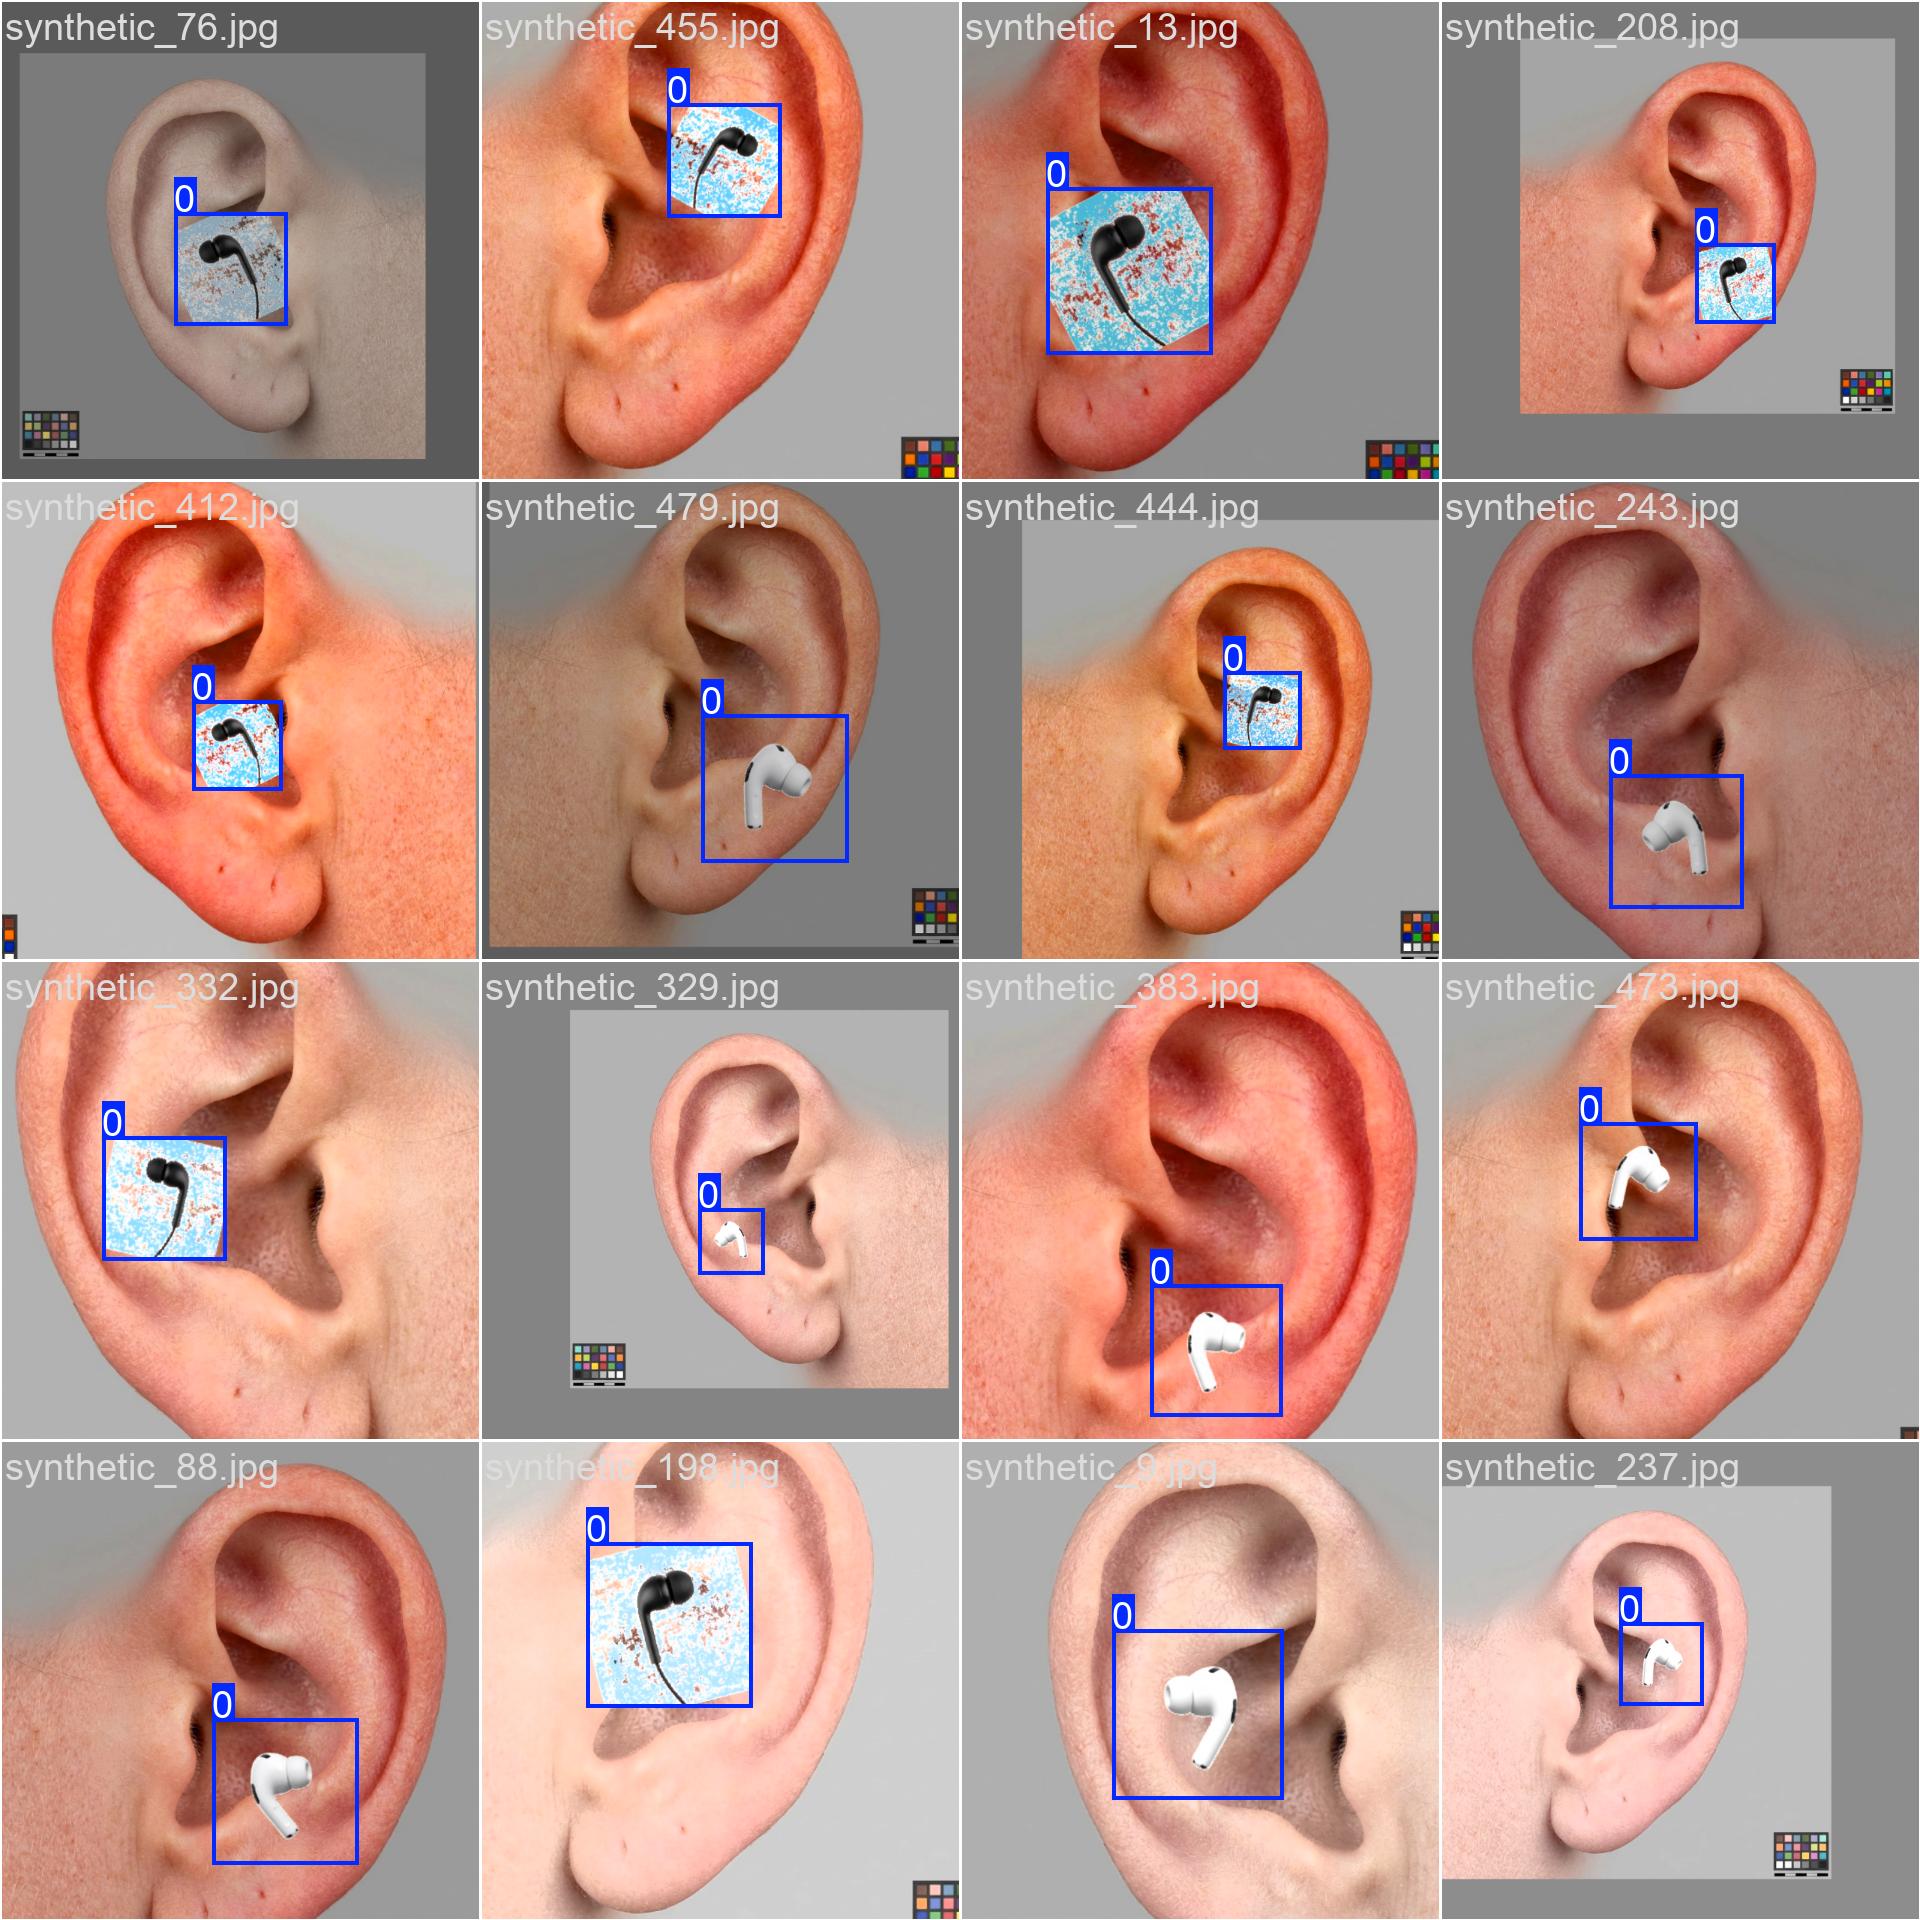 synthetic_76.jpg
synthetic_455.jpg
synthetic_13.jpg
synthetic_208.jpg
0
0
0
0
synthetic_412.jpg
synthetic_479.jpg
synthetic_444.jpg
synthetic_243.jpg
0
0
0
0
synthetic_332.jpg
synthetic_329.jpg
synthetic_383.jpg
synthetic_473.jpg
0
0
0
0
synthetic_88.jpg
synthetic_198.jpg
synthetic_9.jpg
synthetic_237.jpg
0
0
0
0